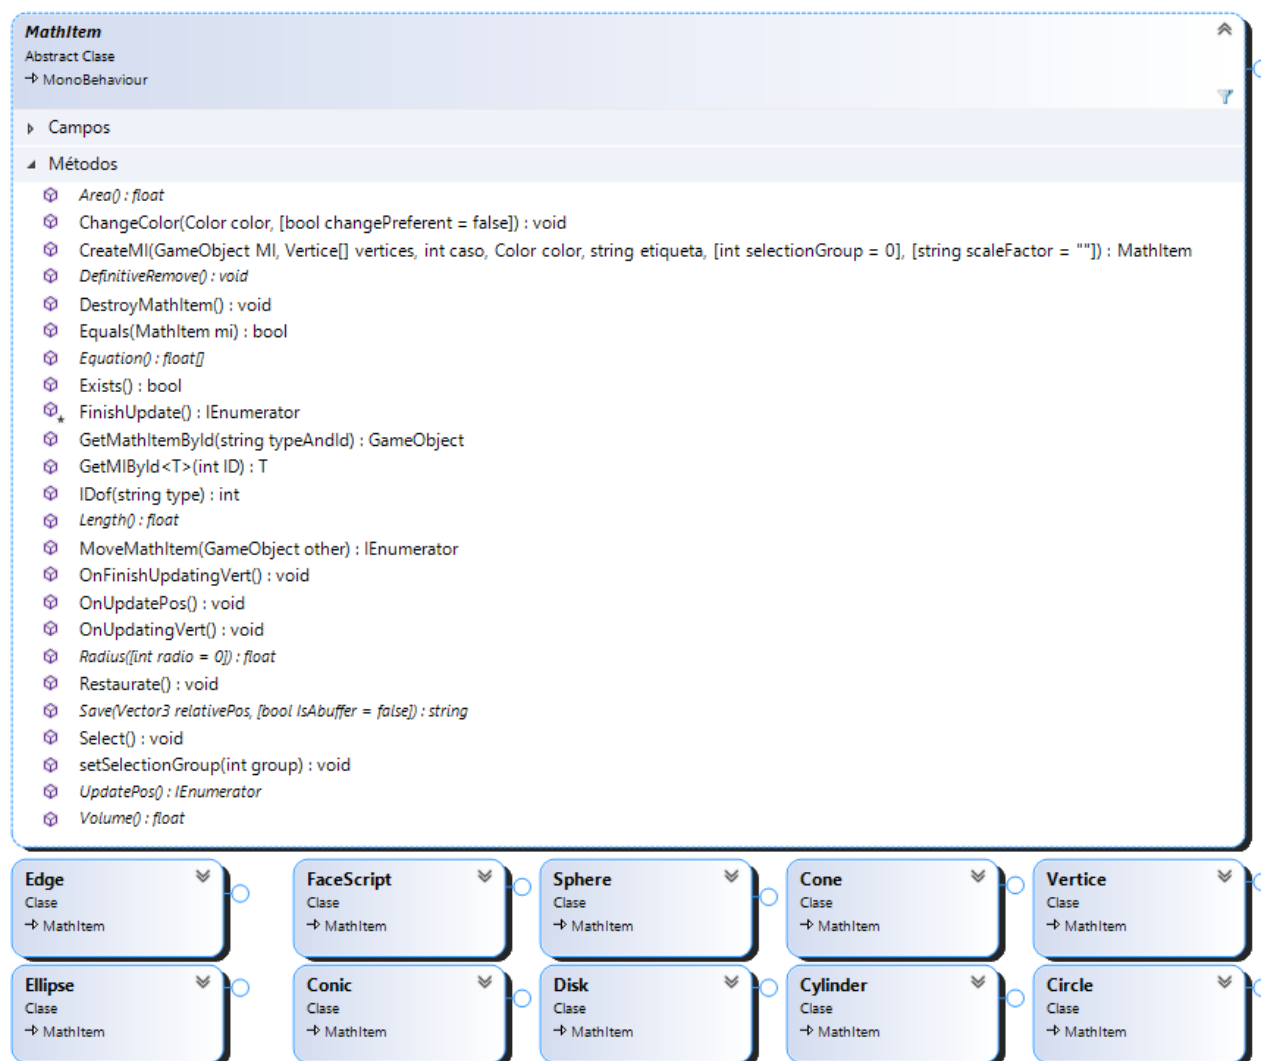 MathItem
Abstract Clase
MonoBehaviour
Campos
Métodos
Area() : float
ChangeColor(Color color, [bool changePreferent = false]) : void
CreateMI(GameObject MI, Vertice[] vertices, int caso, Color color, string etiqueta, [int selectionGroup = 0], [string scaleFactor = ""]) : MathItem
DefinitiveRemove() : void
DestroyMathItem() : void
Equals(MathItem mi) : bool
Equation() : float[]
Exists() : bool
FinishUpdate() : IEnumerator
GetMathItemById(string typeAndId) : GameObject
GetMIById<T>(int ID) : T
IDof(string type) : int
Length() : float
MoveMathItem(GameObject other) : IEnumerator
OnFinishUpdatingVert() : void
OnUpdatePos() : void
OnUpdatingVert() : void
Radius([int radio = 0]) : float
Restaurate() : void
Save(Vector3 relativePos, [bool IsAbuffer = false]) : string
Select() : void
setSelectionGroup(int group) : void
UpdatePos() : IEnumerator
Volume() : float
Edge
Clase
MathItem
FaceScript
Clase
MathItem
Sphere
Clase
MathItem
Cone
Clase
MathItem
Vertice
Clase
MathItem
Ellipse
Clase
MathItem
Conic
Clase
MathItem
Disk
Clase
MathItem
Cylinder
Clase
MathItem
Circle
Clase
MathItem